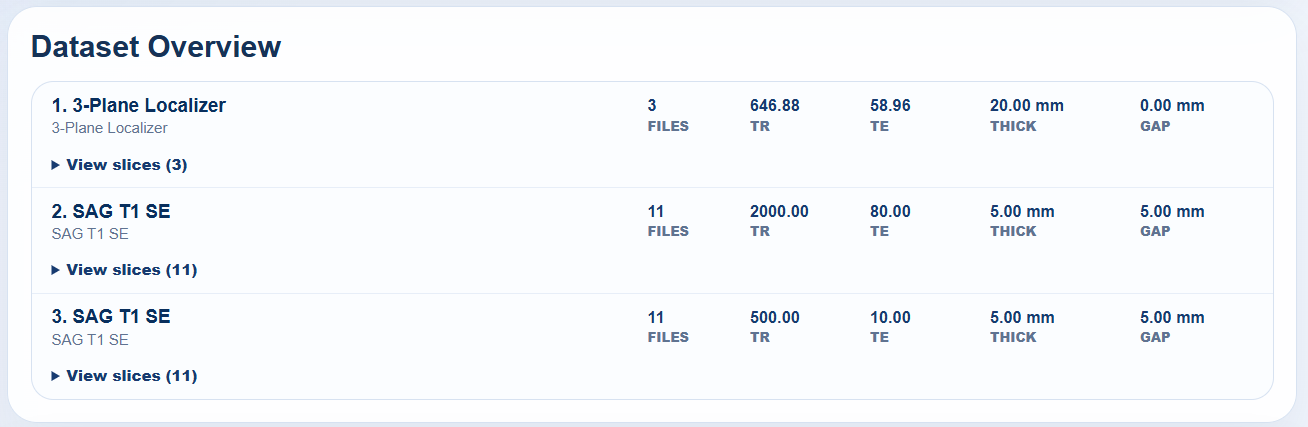 Dataset Overview
1. 3-Plane Localizer
3-Plane Localizer
3 646.88 58.96 20.00 mm 0.00 mm
FILES TR TE THICK GAP
▶ View slices (3)
2. SAG T1 SE
SAG T1 SE
11 2000.00 80.00 5.00 mm 5.00 mm
FILES TR TE THICK GAP
▶ View slices (11)
3. SAG T1 SE
SAG T1 SE
11 500.00 10.00 5.00 mm 5.00 mm
FILES TR TE THICK GAP
▶ View slices (11)